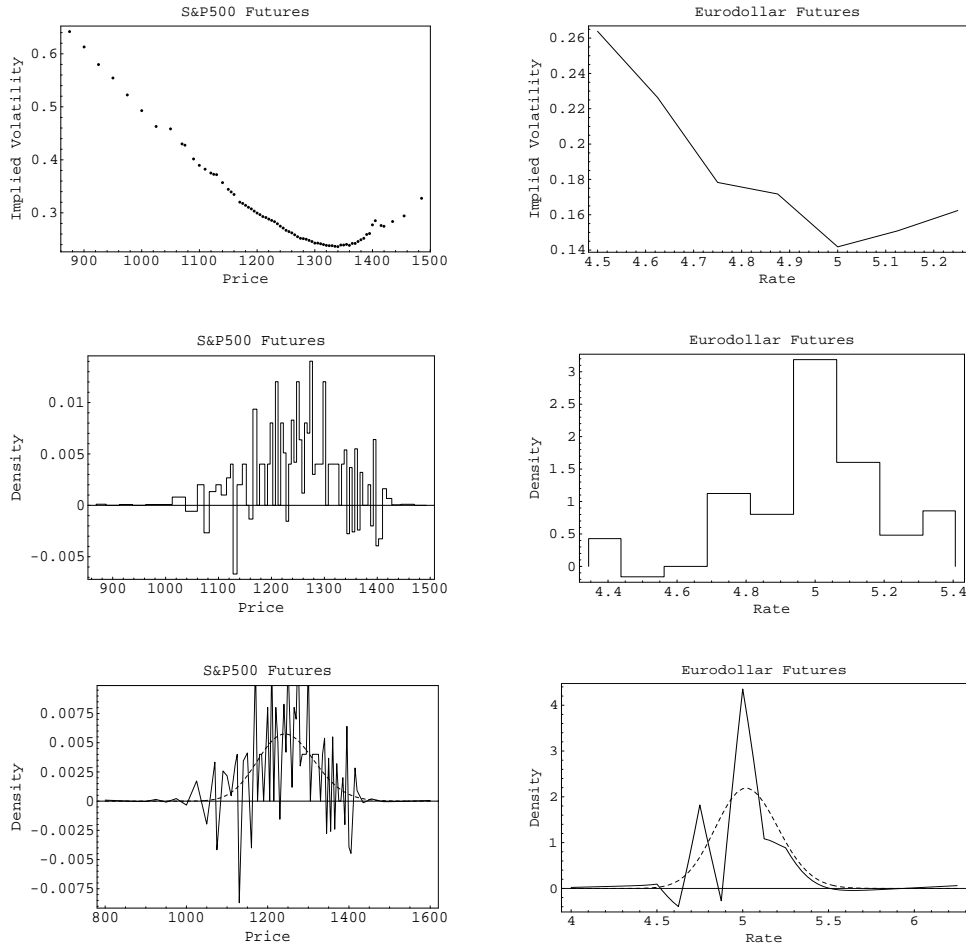 S&P500 Futures
Implied Volatility
0.6
0.5
0.4
0.3
900 1000 1100 1200 1300 1400 1500
Price
Eurodollar Futures
Implied Volatility
0.26
0.24
0.22
0.2
0.18
0.16
0.14
4.5 4.6 4.7 4.8 4.9 5 5.1 5.2
Rate
S&P500 Futures
Density
0.01
0.005
0
-0.005
900 1000 1100 1200 1300 1400 1500
Price
Eurodollar Futures
Density
3
2.5
2
1.5
1
0.5
0
4.4 4.6 4.8 5 5.2 5.4
Rate
S&P500 Futures
Density
0.0075
0.005
0.0025
0
-0.0025
-0.005
-0.0075
800 1000 1200 1400 1600
Price
Eurodollar Futures
Density
4
3
2
1
0
4 4.5 5 5.5 6
Rate